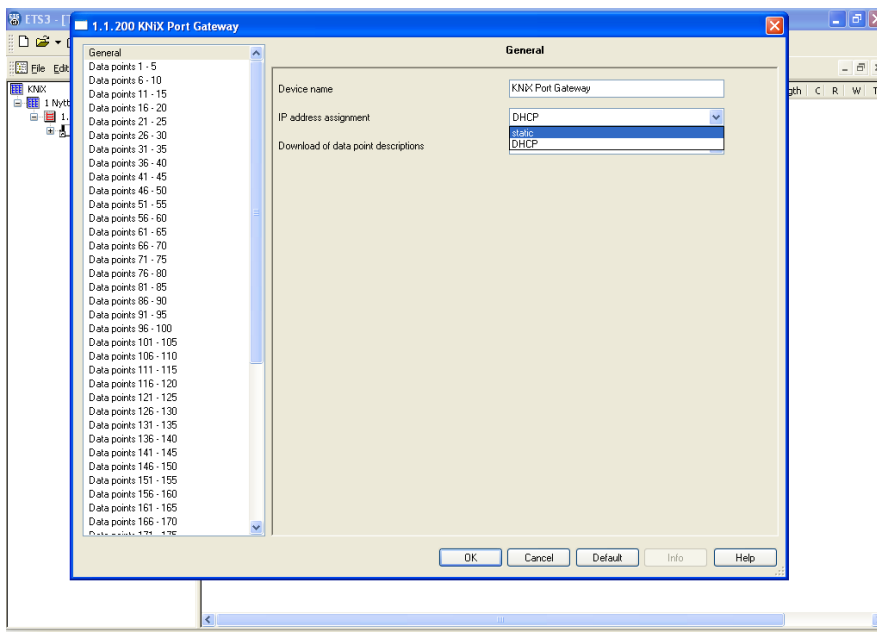 ETS3 - [T
1.1.200 KNiX Port Gateway
File Edit
KNiX
1 Nytt
1.
gth C R W T
General
Data points 1 - 5
Data points 6 - 10
Data points 11 - 15
Data points 16 - 20
Data points 21 - 25
Data points 26 - 30
Data points 31 - 35
Data points 36 - 40
Data points 41 - 45
Data points 46 - 50
Data points 51 - 55
Data points 56 - 60
Data points 61 - 65
Data points 66 - 70
Data points 71 - 75
Data points 76 - 80
Data points 81 - 85
Data points 86 - 90
Data points 91 - 95
Data points 96 - 100
Data points 101 - 105
Data points 106 - 110
Data points 111 - 115
Data points 116 - 120
Data points 121 - 125
Data points 126 - 130
Data points 131 - 135
Data points 136 - 140
Data points 141 - 145
Data points 146 - 150
Data points 151 - 155
Data points 156 - 160
Data points 161 - 165
Data points 166 - 170
Data points 171 - 175
General
Device name
KNiX Port Gateway
IP address assignment
DHCP
static
DHCP
Download of data point descriptions
OK Cancel Default Info Help